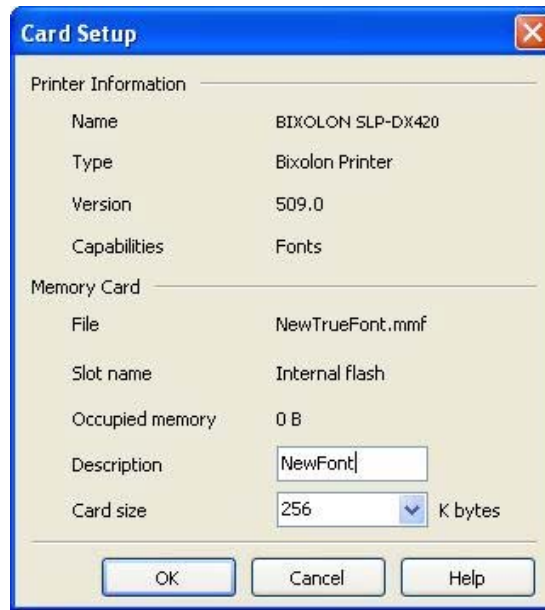 Card Setup
Printer Information
Name BIXOLON SLP-DX420
Type Bixolon Printer
Version 509.0
Capabilities Fonts
Memory Card
File NewTrueFont.mmf
Slot name Internal flash
Occupied memory 0 B
Description NewFont
Card size 256 K bytes
OK Cancel Help